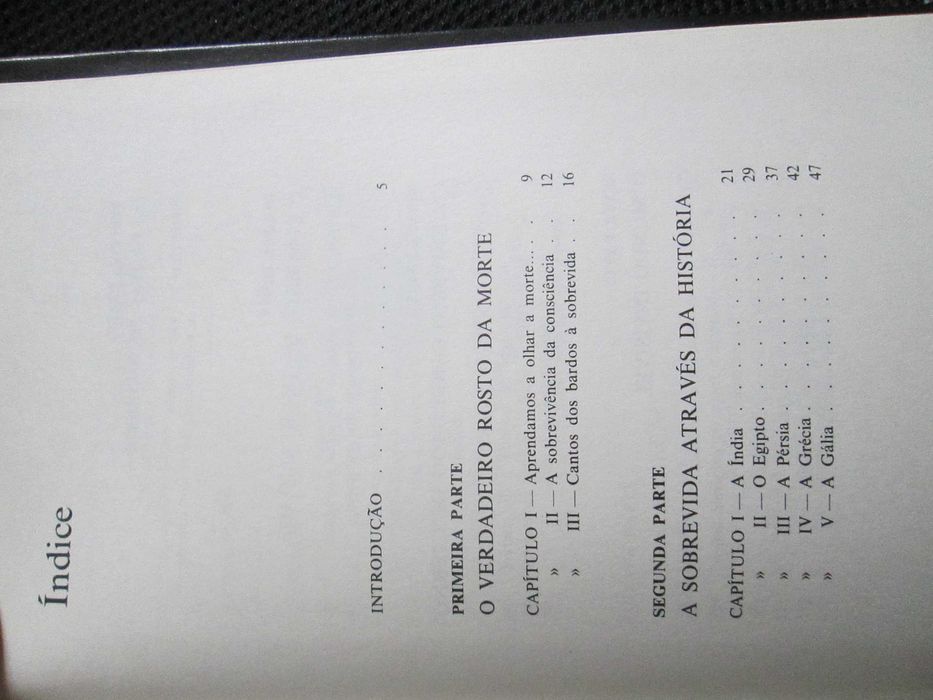 Índice
INTRODUÇÃO . . . . . . . . . . . 5
PRIMEIRA PARTE
O VERDADEIRO ROSTO DA MORTE
CAPÍTULO I — Aprendamos a olhar a morte... . . 9
» II — A sobrevivência da consciência . . 12
» III — Cantos dos bardos à sobrevida . . 16
SEGUNDA PARTE
A SOBREVIDA ATRAVÉS DA HISTÓRIA
CAPÍTULO I — A Índia . . . . . . . . . 21
» II — O Egipto . . . . . . . . . 29
» III — A Pérsia . . . . . . . . . 37
» IV — A Grécia . . . . . . . . . 42
» V — A Gália . . . . . . . . . 47